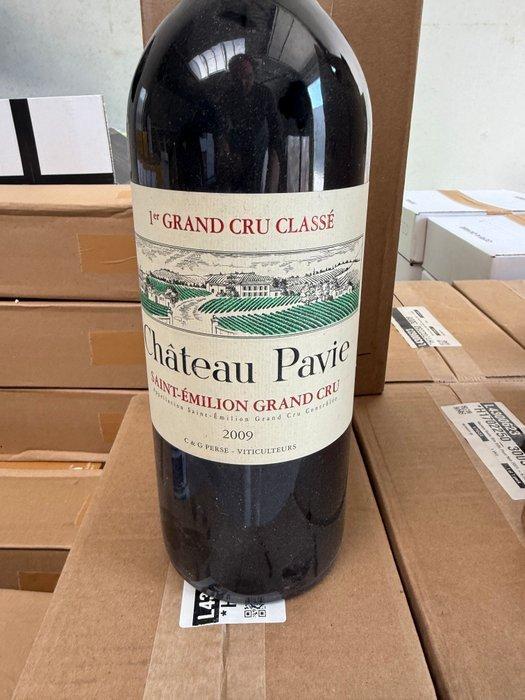 1er GRAND CRU CLASSÉ
Château Pavie
SAINT-ÉMILION GRAND CRU
Appellation Saint-Émilion Grand Cru Contrôlée
2009
C & G PERSE - VITICULTEURS